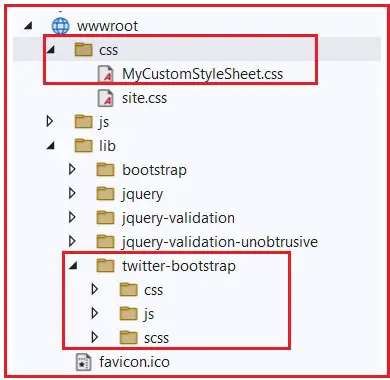 wwwroot
css
MyCustomStyleSheet.css
site.css
js
lib
bootstrap
jquery
jquery-validation
jquery-validation-unobtrusive
twitter-bootstrap
css
js
scss
favicon.ico